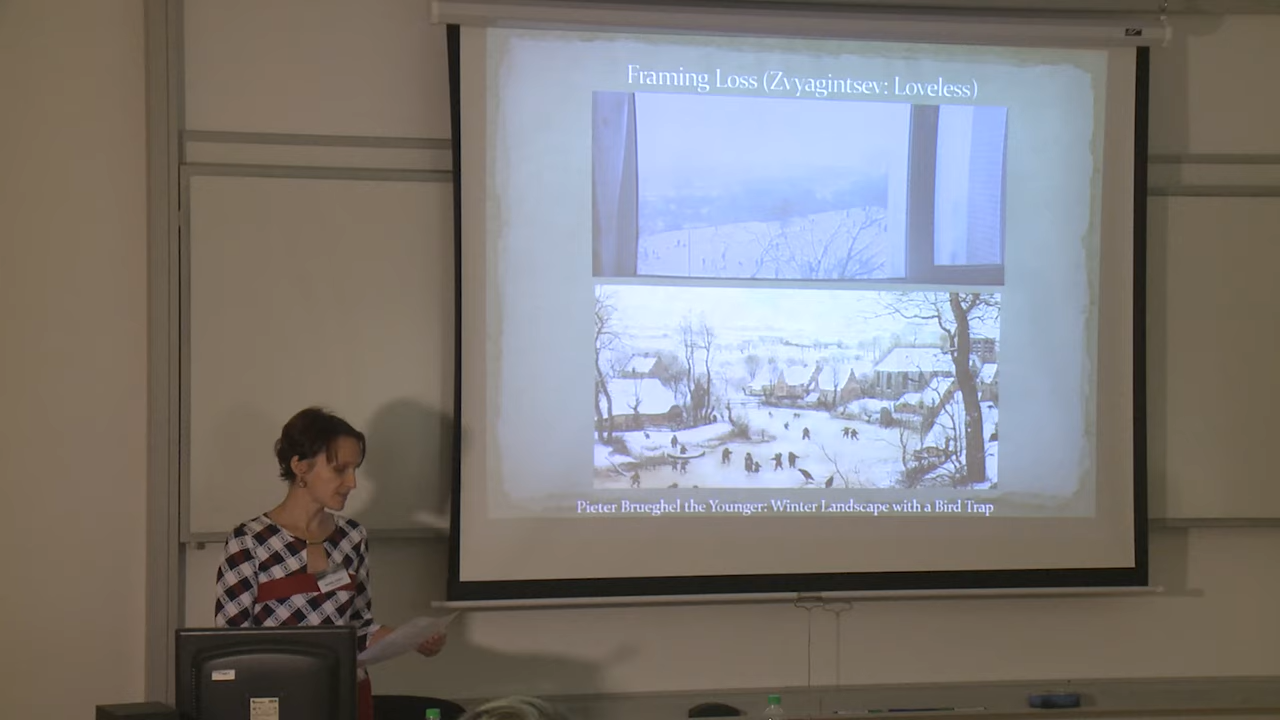 Framing Loss (Zvyagintsev: Loveless)
Pieter Brueghel the Younger: Winter Landscape with a Bird Trap